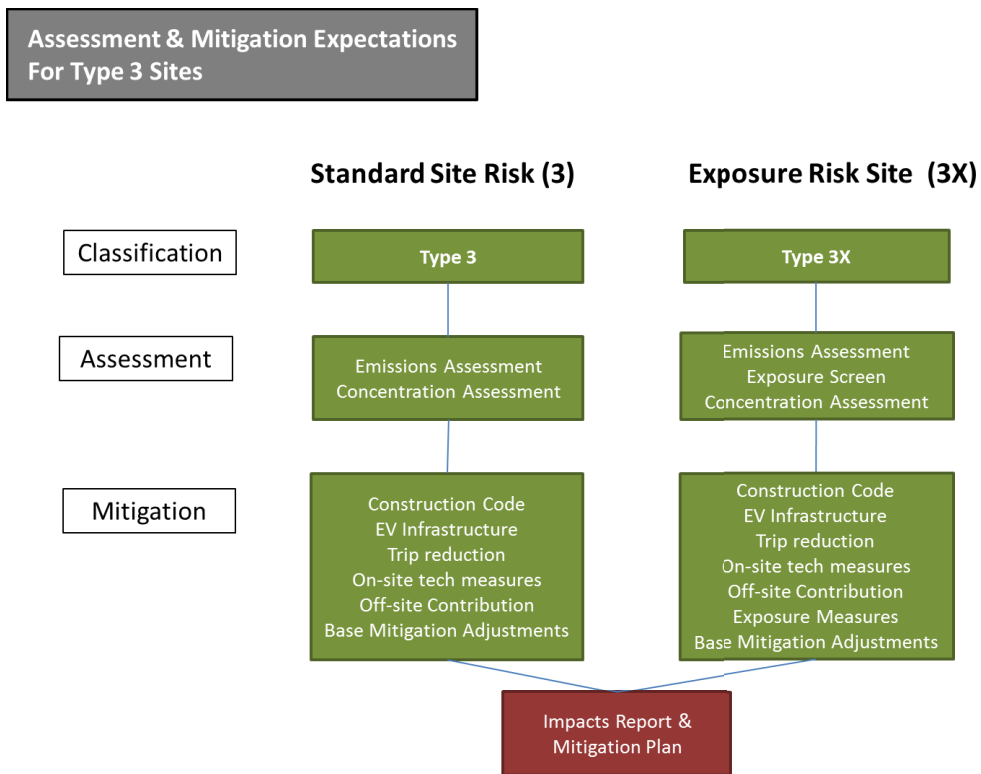 Assessment & Mitigation Expectations
For Type 3 Sites
Standard Site Risk (3)
Exposure Risk Site (3X)
Classification
Type 3
Type 3X
Assessment
Emissions Assessment
Concentration Assessment
Emissions Assessment
Exposure Screen
Concentration Assessment
Mitigation
Construction Code
EV Infrastructure
Trip reduction
On-site tech measures
Off-site Contribution
Base Mitigation Adjustments
Construction Code
EV Infrastructure
Trip reduction
On-site tech measures
Off-site Contribution
Exposure Measures
Base Mitigation Adjustments
Impacts Report &
Mitigation Plan